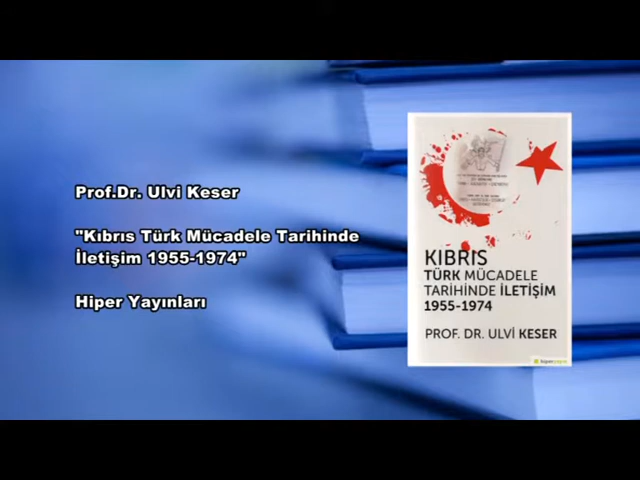 Prof.Dr. Ulvi Keser
"Kıbrıs Türk Mücadele Tarihinde
İletişim 1955-1974"
Hiper Yayınları
KIBRIS
TÜRK MÜCADELE
TARİHİNDE İLETİŞİM
1955-1974
PROF. DR. ULVİ KESER
hiperyayın